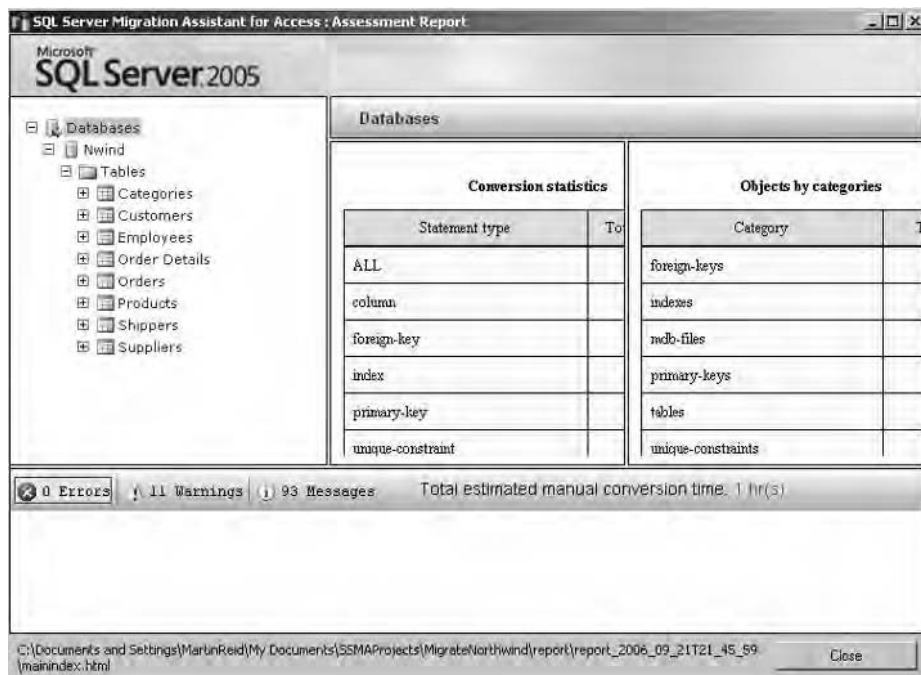 SQL Server Migration Assistant for Access : Assessment Report
Microsoft
SQL Server 2005
Databases
Nwind
Tables
Categories
Customers
Employees
Order Details
Orders
Products
Shippers
Suppliers
Databases
Conversion statistics
Statement type To
ALL
column
foreign-key
index
primary-key
unique-constraint
Objects by categories
Category T
foreign-keys
indexes
mdb-files
primary-keys
tables
unique-constraints
0 Errors 11 Warnings 93 Messages Total estimated manual conversion time: 1 hr(s)
C:\Documents and Settings\MartinReid\My Documents\SSMAProjects\MigrateNorthwind\report\report_2006_09_21T21_45_59
\mainindex.html
Close